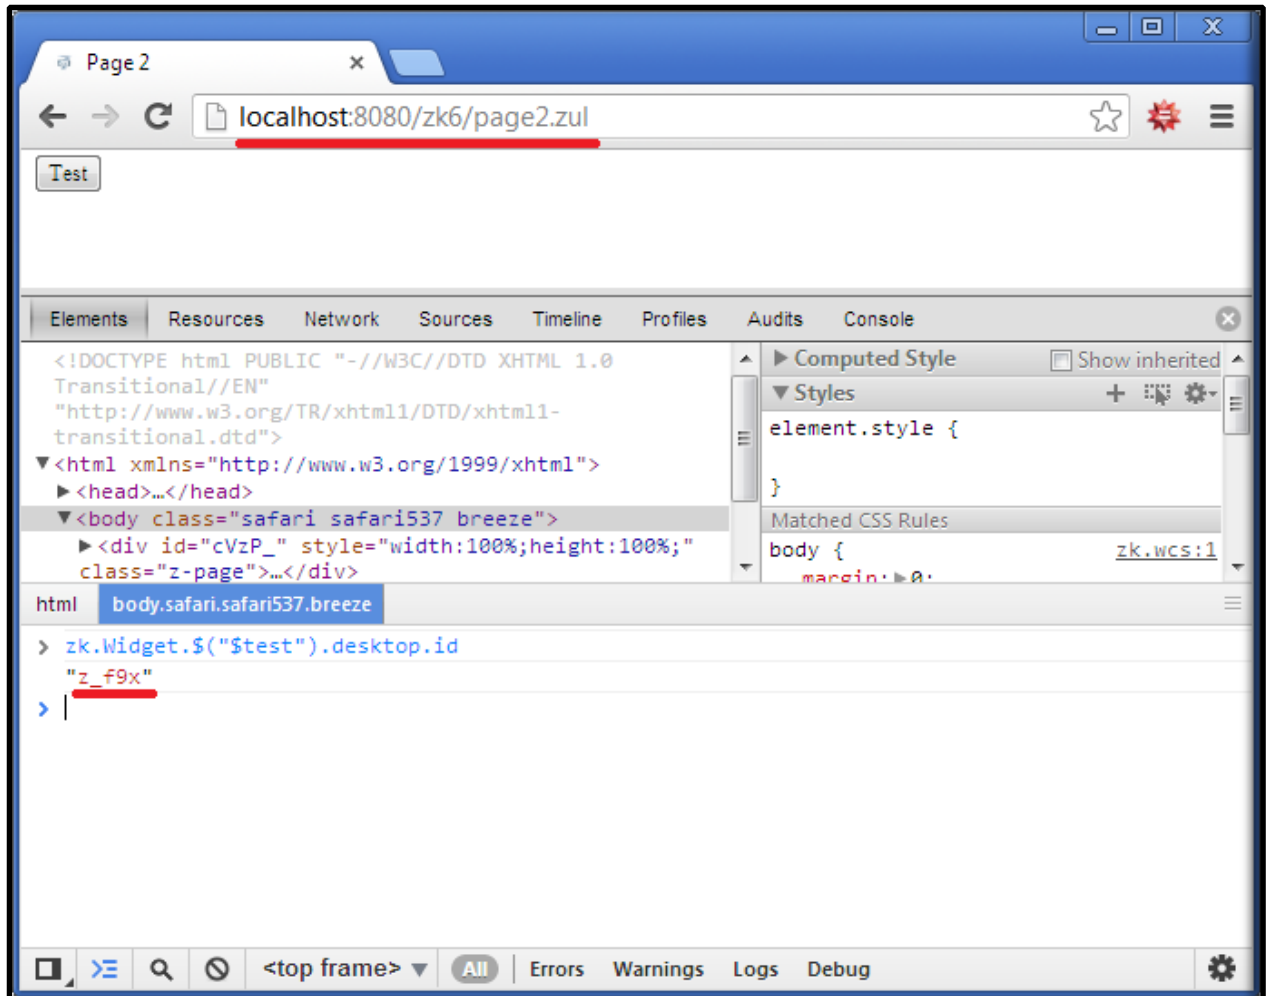 Page 2
localhost:8080/zk6/page2.zul
Test
Elements Resources Network Sources Timeline Profiles Audits Console
<!DOCTYPE html PUBLIC "-//W3C//DTD XHTML 1.0
Transitional//EN"
"http://www.w3.org/TR/xhtml1/DTD/xhtml1-
transitional.dtd">
▼<html xmlns="http://www.w3.org/1999/xhtml">
▶<head>…</head>
▼<body class="safari safari537 breeze">
▶<div id="cVzP_" style="width:100%;height:100%;"
class="z-page">…</div>
▶Computed Style Show inherited
▼Styles
element.style {
}
Matched CSS Rules
body { zk.wcs:1
margin:▶0;
html body.safari.safari537.breeze
> zk.Widget.$("$test").desktop.id
"z_f9x"
>
<top frame> ▼ All Errors Warnings Logs Debug